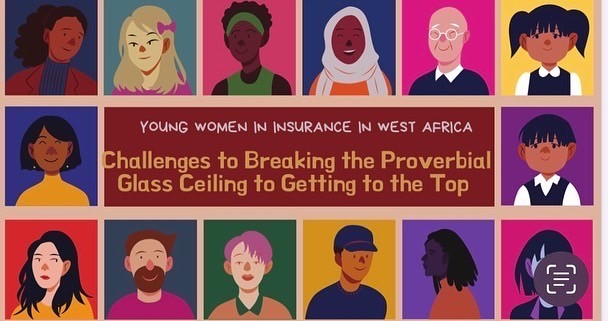 YOUNG WOMEN IN INSURANCE IN WEST AFRICA
Challenges to Breaking the Proverbial
Glass Ceiling to Getting to the Top